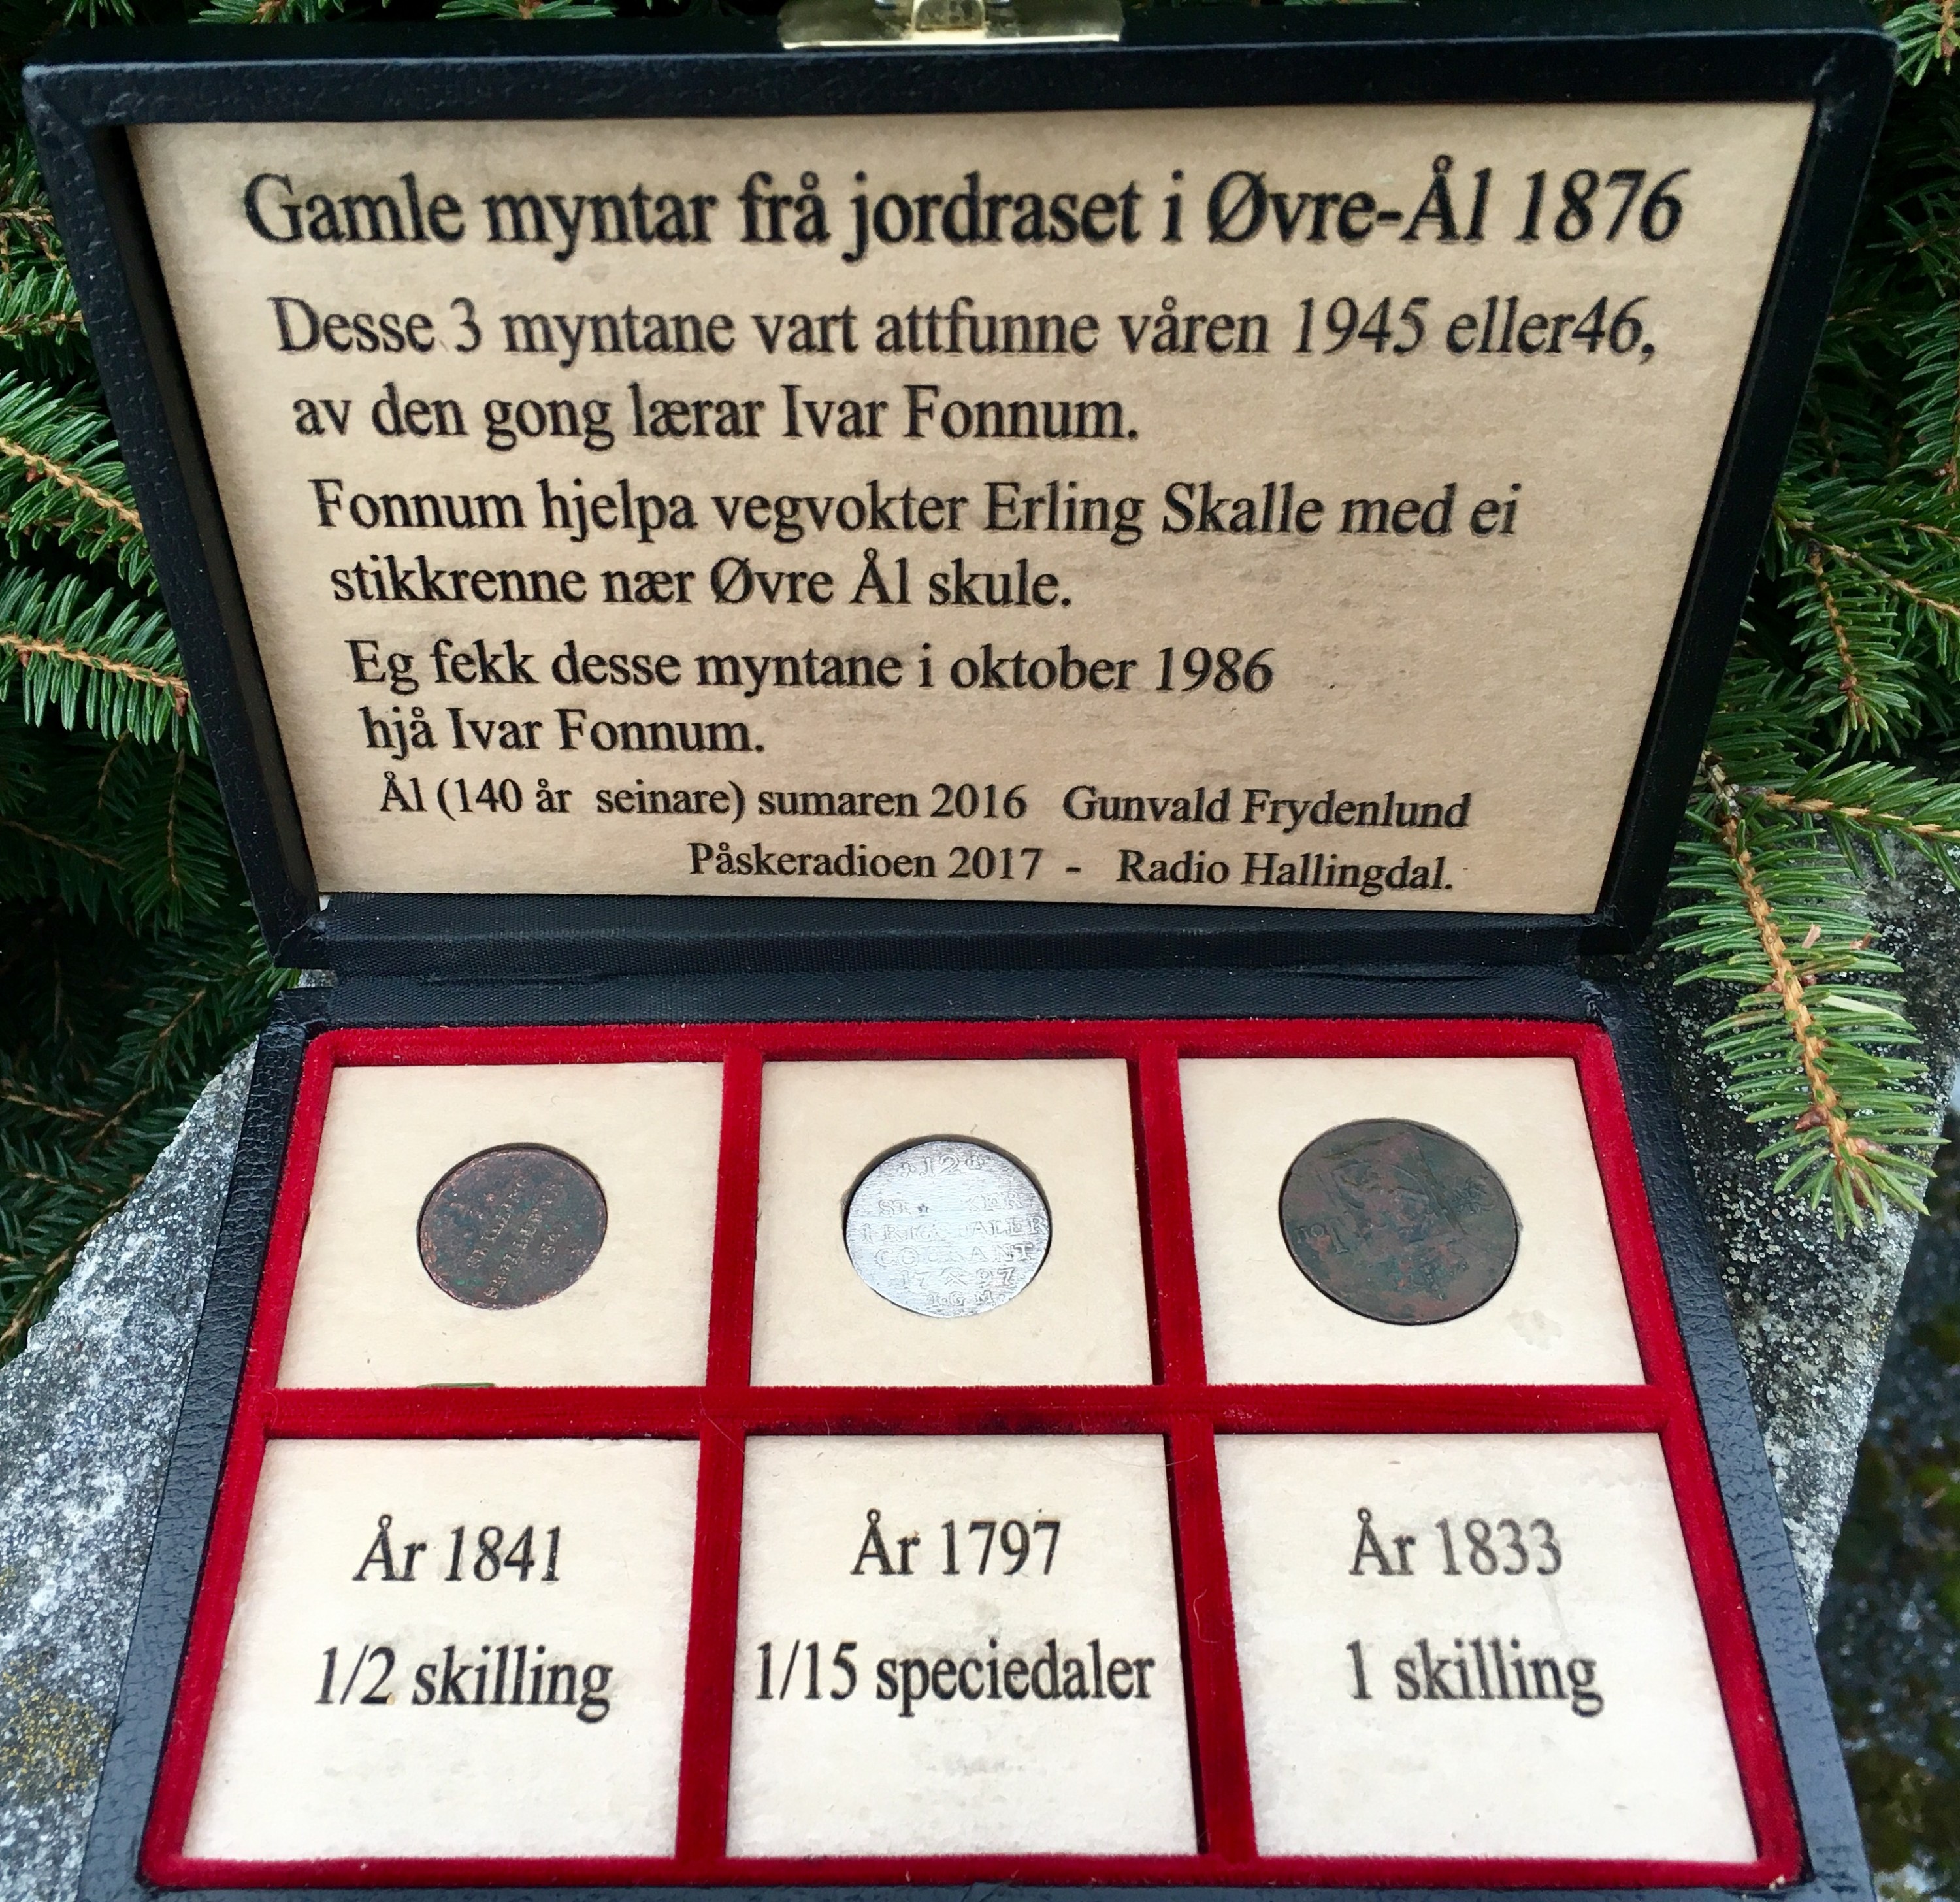 Gamle myntar frå jordraset i Øvre-Ål 1876
Desse 3 myntane vart attfunne våren 1945 eller46,
av den gong lærar Ivar Fonnum.
Fonnum hjelpa vegvokter Erling Skalle med ei
stikkrenne nær Øvre Ål skule.
Eg fekk desse myntane i oktober 1986
hjå Ivar Fonnum.
Ål (140 år seinare) sumaren 2016 Gunvald Frydenlund
Påskeradioen 2017 - Radio Hallingdal.
12
COURANT
17 97
År 1841
1/2 skilling
År 1797
1/15 speciedaler
År 1833
1 skilling